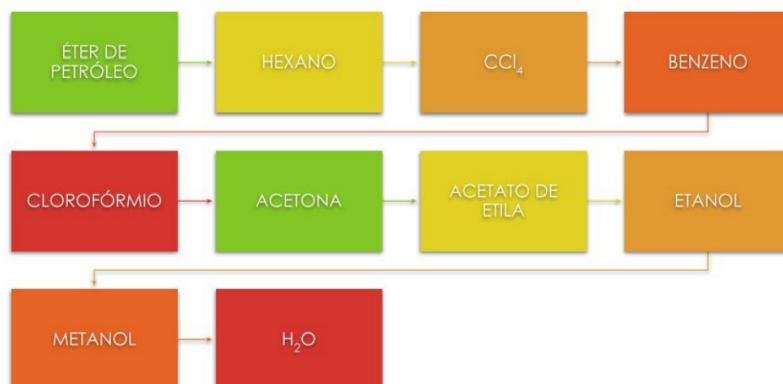 ÉTER DE
PETRÓLEO
HEXANO
CCl₄
BENZENO
CLOROFÓRMIO
ACETONA
ACETATO DE
ETILA
ETANOL
METANOL
H₂O